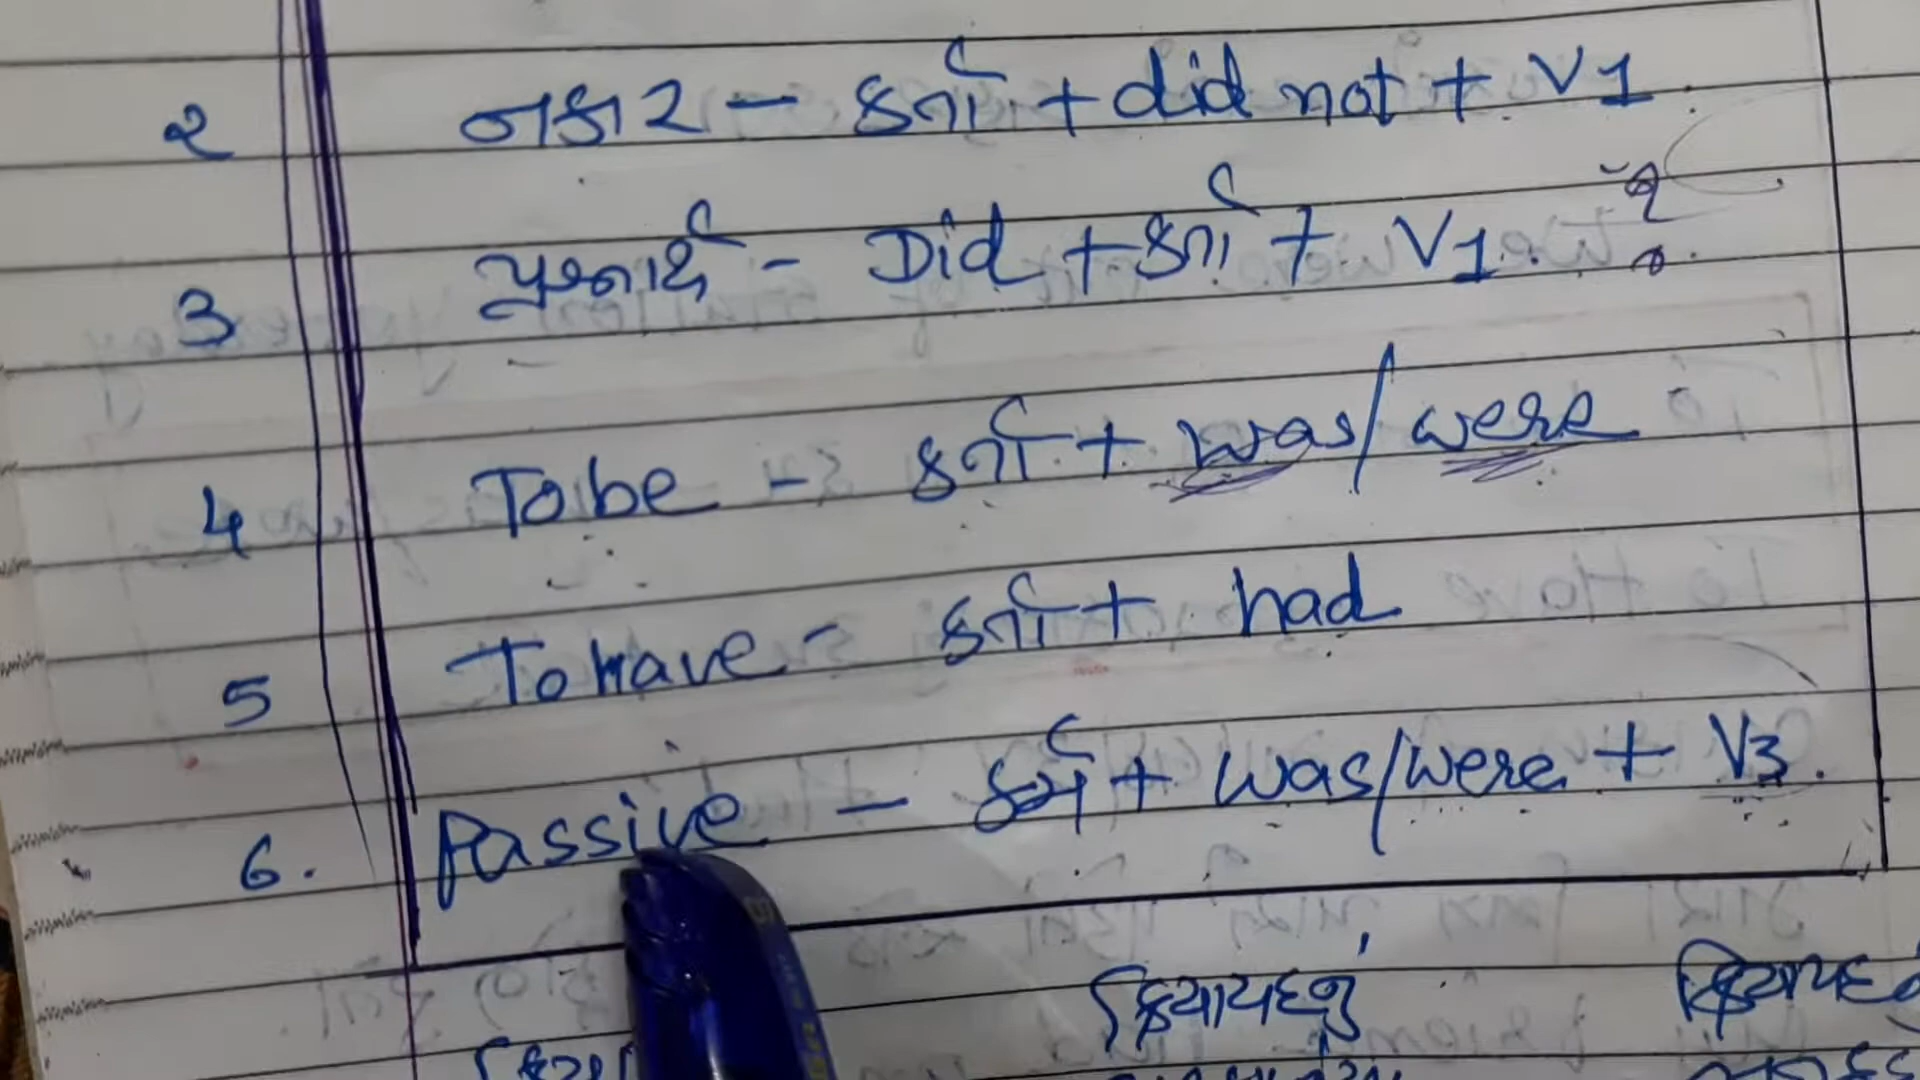 ૨ નકાર - કર્તા + did not + V1.
3 પ્રશ્નાર્થ - Did + કર્તા + V1. ?
4 To be - કર્તા + was/were
5 To have - કર્તા + had
6. Passive - કર્મ + was/were + V3.
ક્રિયાપદનું